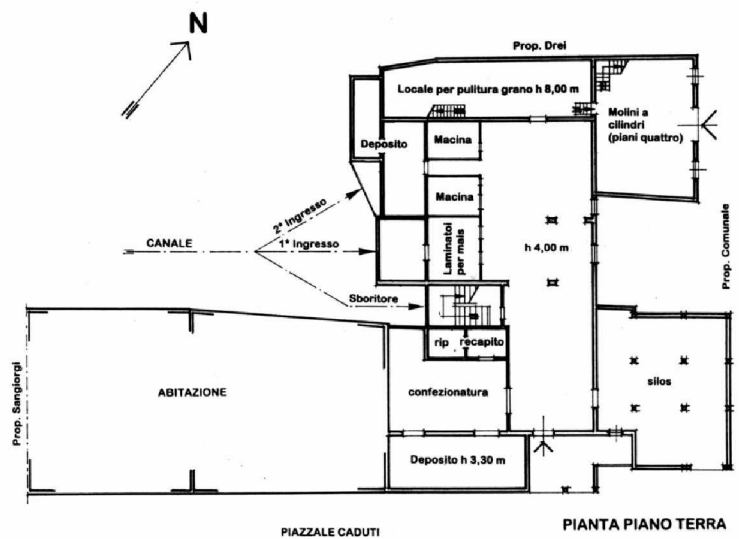 N
Prop. Drei
Locale per pulitura grano h 8,00 m
Molini a
cilindri
(piani quattro)
Deposito
Macina
Macina
2° Ingresso
1° Ingresso
CANALE
Laminatoi
per mais
h 4,00 m
Prop. Comunale
Sboritore
rip
recapito
Prop. Sangiorgi
ABITAZIONE
confezionatura
silos
Deposito h 3,30 m
PIAZZALE CADUTI
PIANTA PIANO TERRA